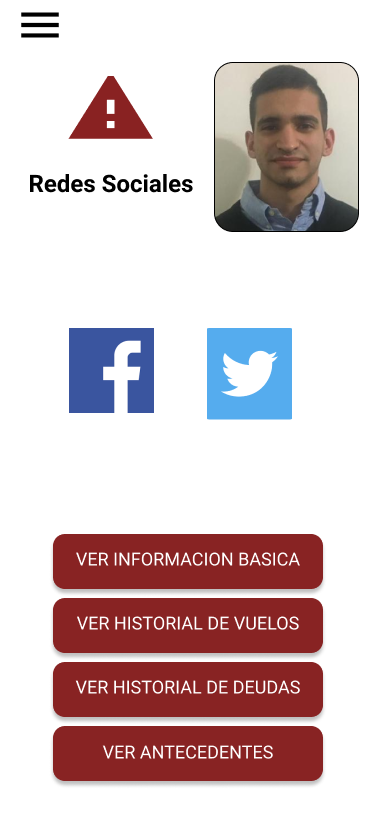 Redes Sociales
VER INFORMACION BASICA
VER HISTORIAL DE VUELOS
VER HISTORIAL DE DEUDAS
VER ANTECEDENTES